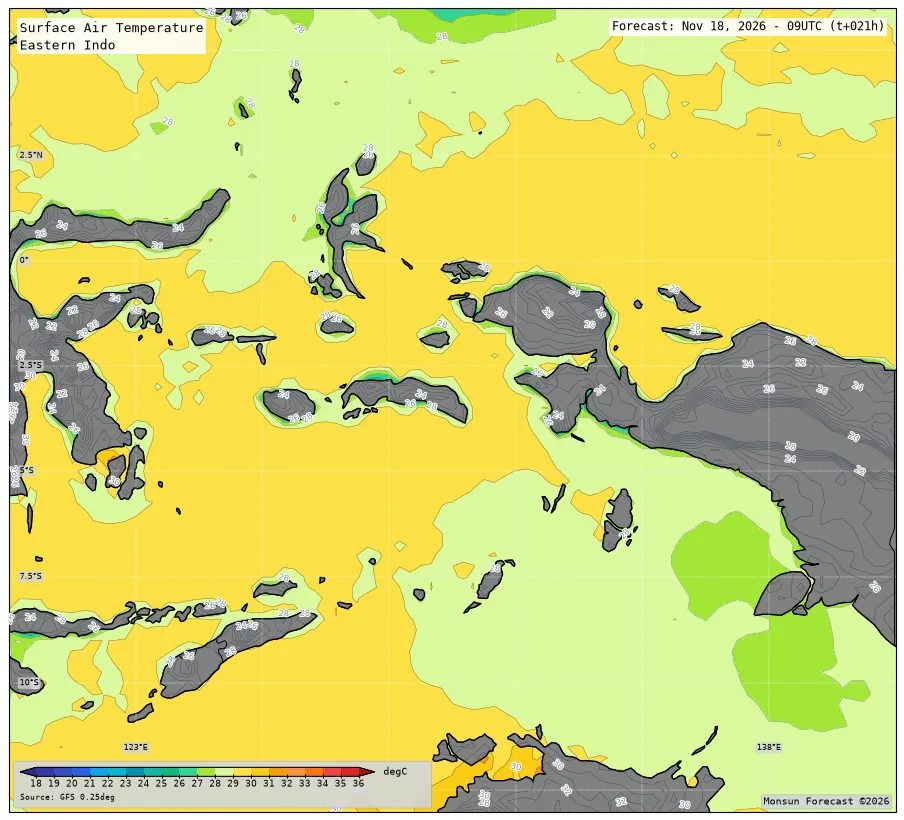 Surface Air Temperature
Eastern Indo
Forecast: Nov 18, 2026 - 09UTC (t+021h)
2.5°N
0°
2.5°S
5°S
7.5°S
10°S
123°E
138°E
degC
18 19 20 21 22 23 24 25 26 27 28 29 30 31 32 33 34 35 36
Source: GFS 0.25deg
Monsun Forecast ©2026